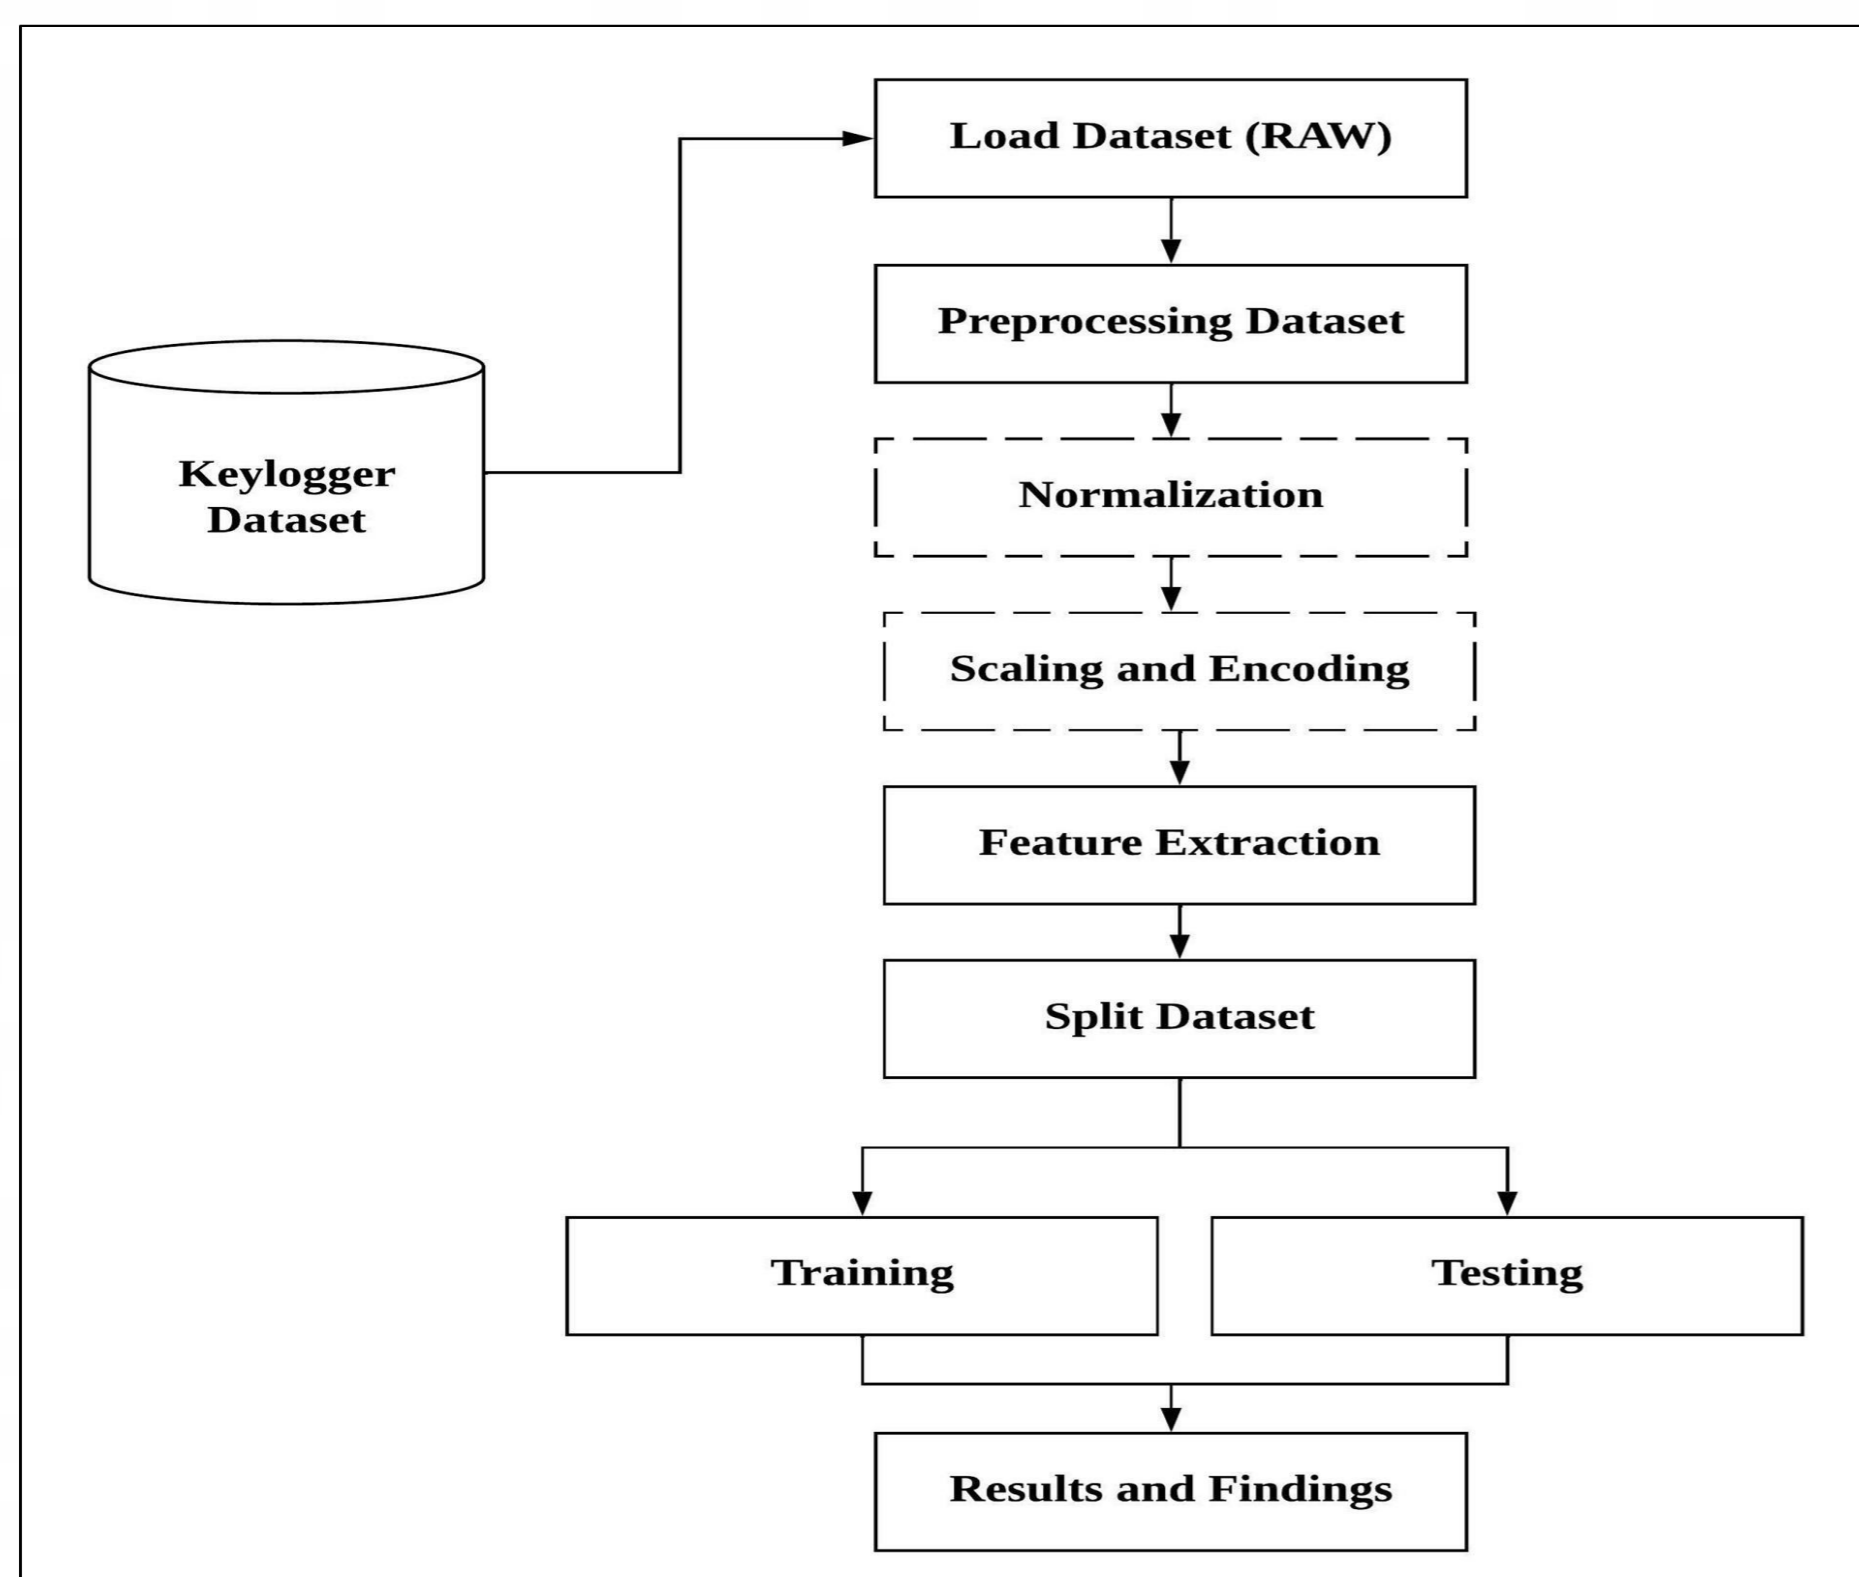 Load Dataset (RAW)
Preprocessing Dataset
Keylogger
Dataset
Normalization
Scaling and Encoding
Feature Extraction
Split Dataset
Training
Testing
Results and Findings